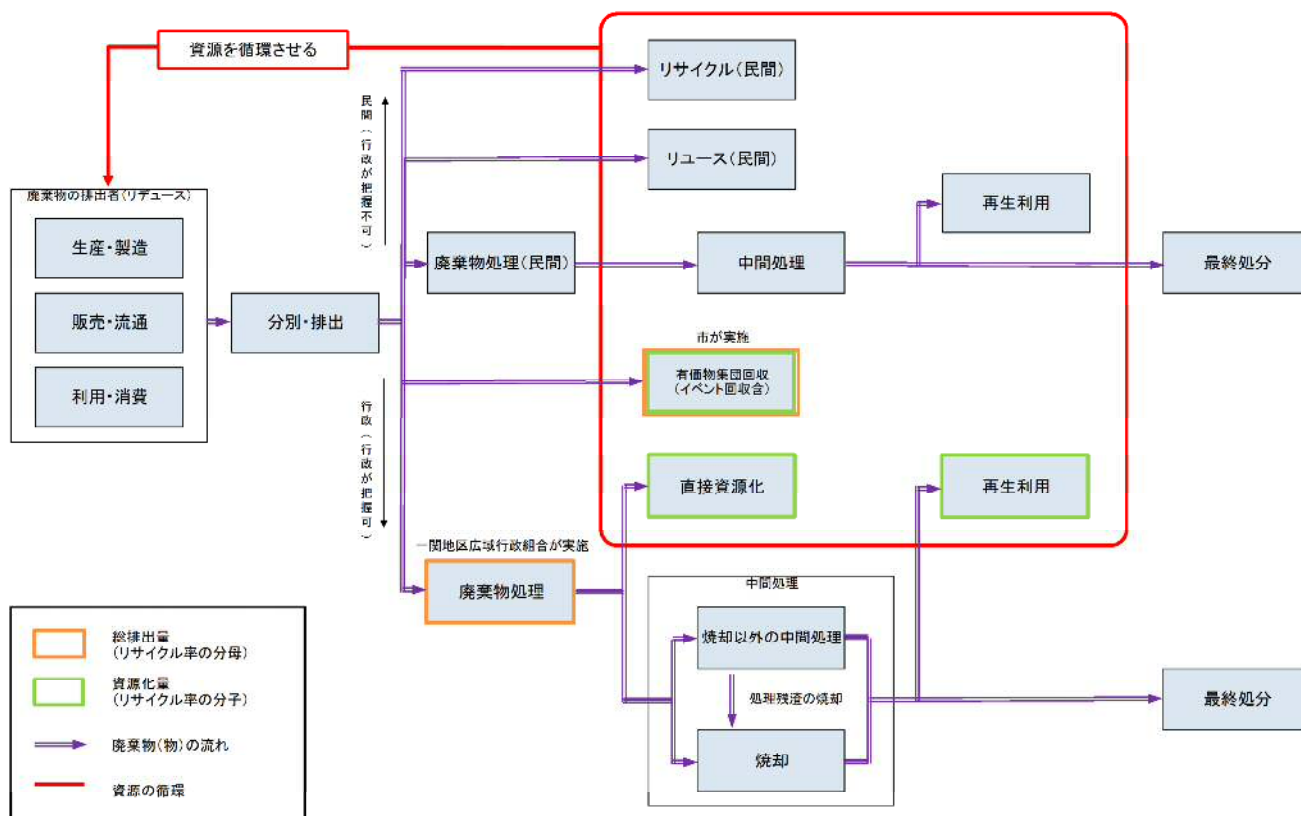 資源を循環させる
リサイクル(民間)
民間(行政が把握不可)
リユース(民間)
廃棄物の排出者(リデュース)
生産・製造
販売・流通
利用・消費
分別・排出
廃棄物処理(民間)
中間処理
再生利用
最終処分
市が実施
有価物集団回収
(イベント回収含)
行政(行政が把握可)
直接資源化
再生利用
一関地区広域行政組合が実施
廃棄物処理
中間処理
焼却以外の中間処理
処理残渣の焼却
焼却
最終処分
総排出量
(リサイクル率の分母)
資源化量
(リサイクル率の分子)
廃棄物(物)の流れ
資源の循環